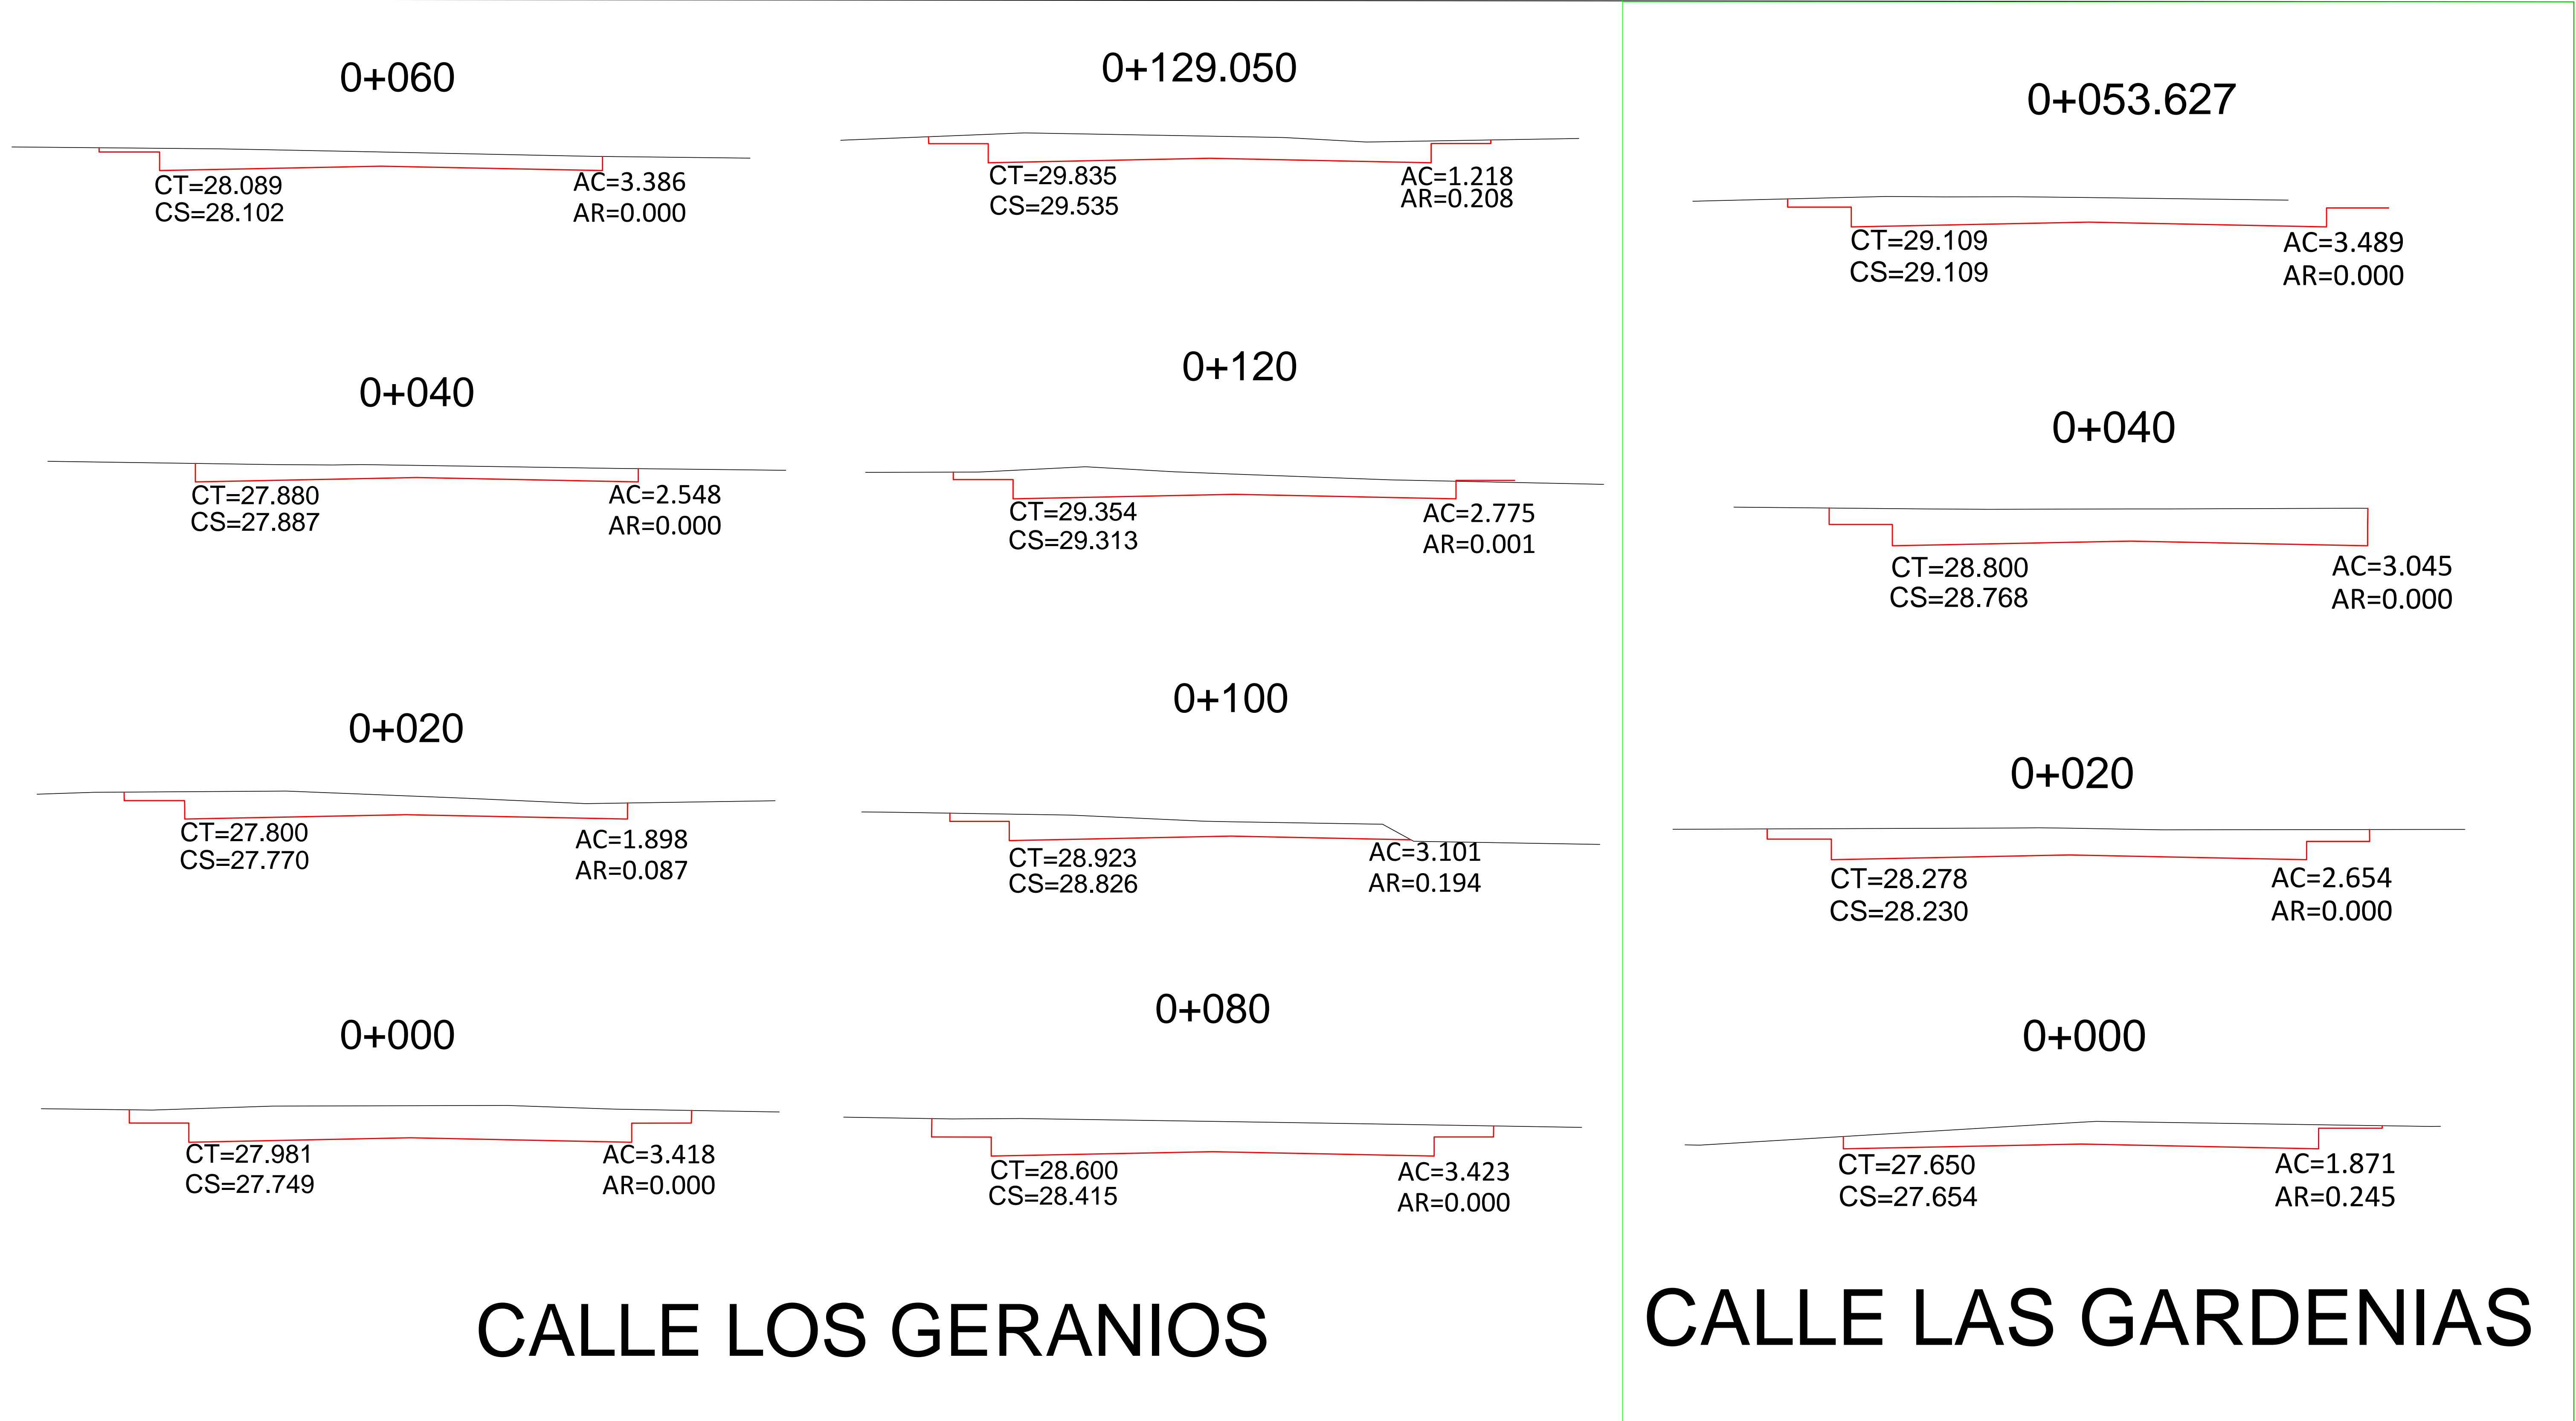 0+060
CT=28.089
CS=28.102
AC=3.386
AR=0.000
0+040
CT=27.880
CS=27.887
AC=2.548
AR=0.000
0+020
CT=27.800
CS=27.770
AC=1.898
AR=0.087
0+000
CT=27.981
CS=27.749
AC=3.418
AR=0.000
0+129.050
CT=29.835
CS=29.535
AC=1.218
AR=0.208
0+120
CT=29.354
CS=29.313
AC=2.775
AR=0.001
0+100
CT=28.923
CS=28.826
AC=3.101
AR=0.194
0+080
CT=28.600
CS=28.415
AC=3.423
AR=0.000
CALLE LOS GERANIOS
0+053.627
CT=29.109
CS=29.109
AC=3.489
AR=0.000
0+040
CT=28.800
CS=28.768
AC=3.045
AR=0.000
0+020
CT=28.278
CS=28.230
AC=2.654
AR=0.000
0+000
CT=27.650
CS=27.654
AC=1.871
AR=0.245
CALLE LAS GARDENIAS